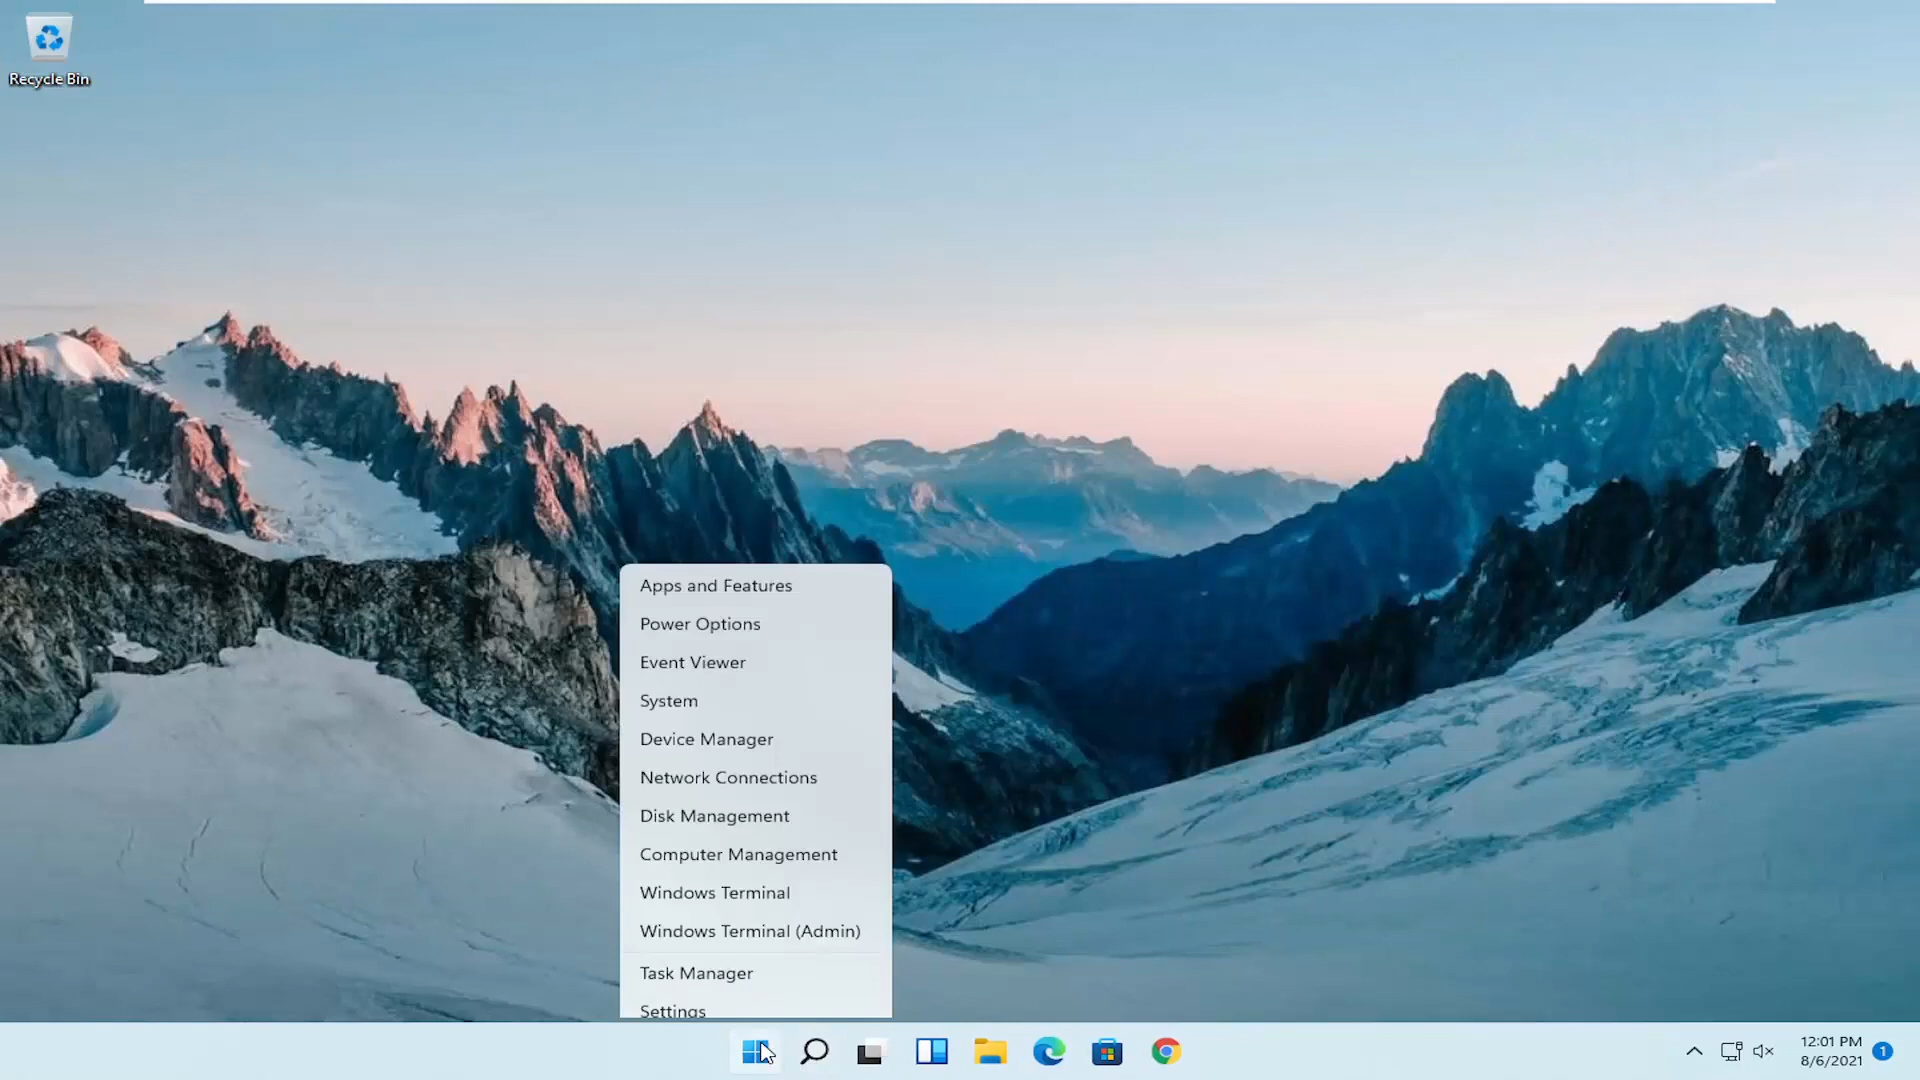 Recycle Bin
Apps and Features
Power Options
Event Viewer
System
Device Manager
Network Connections
Disk Management
Computer Management
Windows Terminal
Windows Terminal (Admin)
Task Manager
Settings
12:01 PM
8/6/2021
1